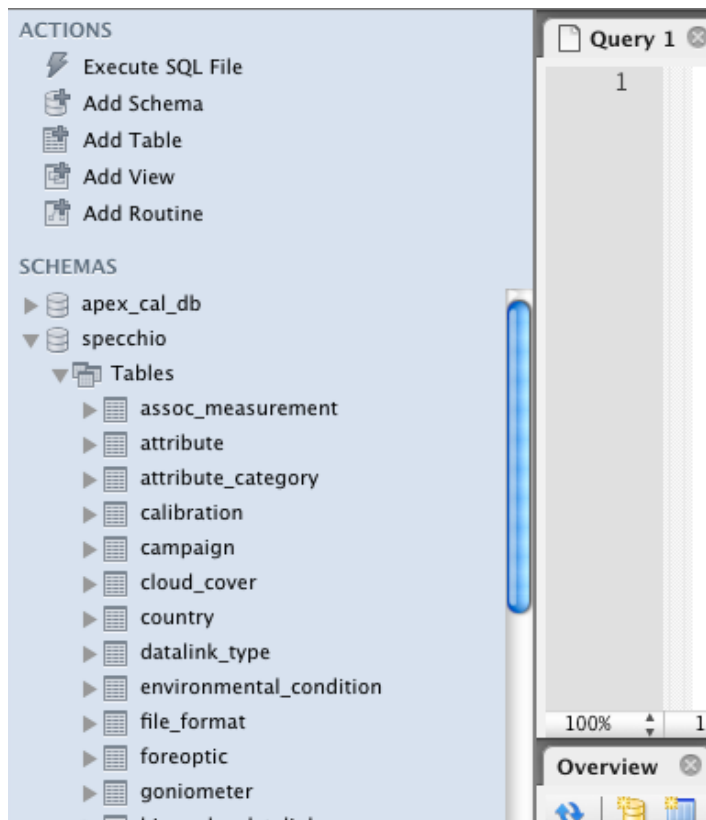 ACTIONS
Execute SQL File
Add Schema
Add Table
Add View
Add Routine
SCHEMAS
apex_cal_db
specchio
Tables
assoc_measurement
attribute
attribute_category
calibration
campaign
cloud_cover
country
datalink_type
environmental_condition
file_format
foreoptic
goniometer
Query 1
1
100%
1
Overview